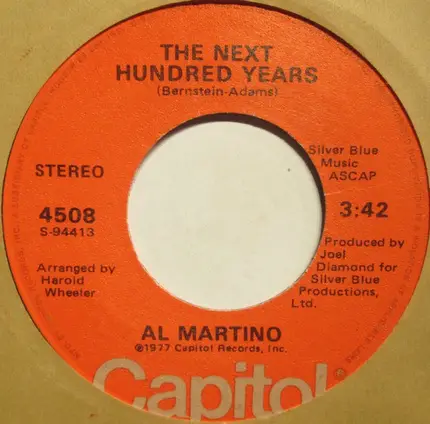 THE NEXT
HUNDRED YEARS
(Bernstein-Adams)
Silver Blue
Music
ASCAP
STEREO
4508
S-94413
3:42
Arranged by
Harold
Wheeler
Produced by
Joel
Diamond for
Silver Blue
Productions,
Ltd.
AL MARTINO
℗1977 Capitol Records, Inc.
Capitol®